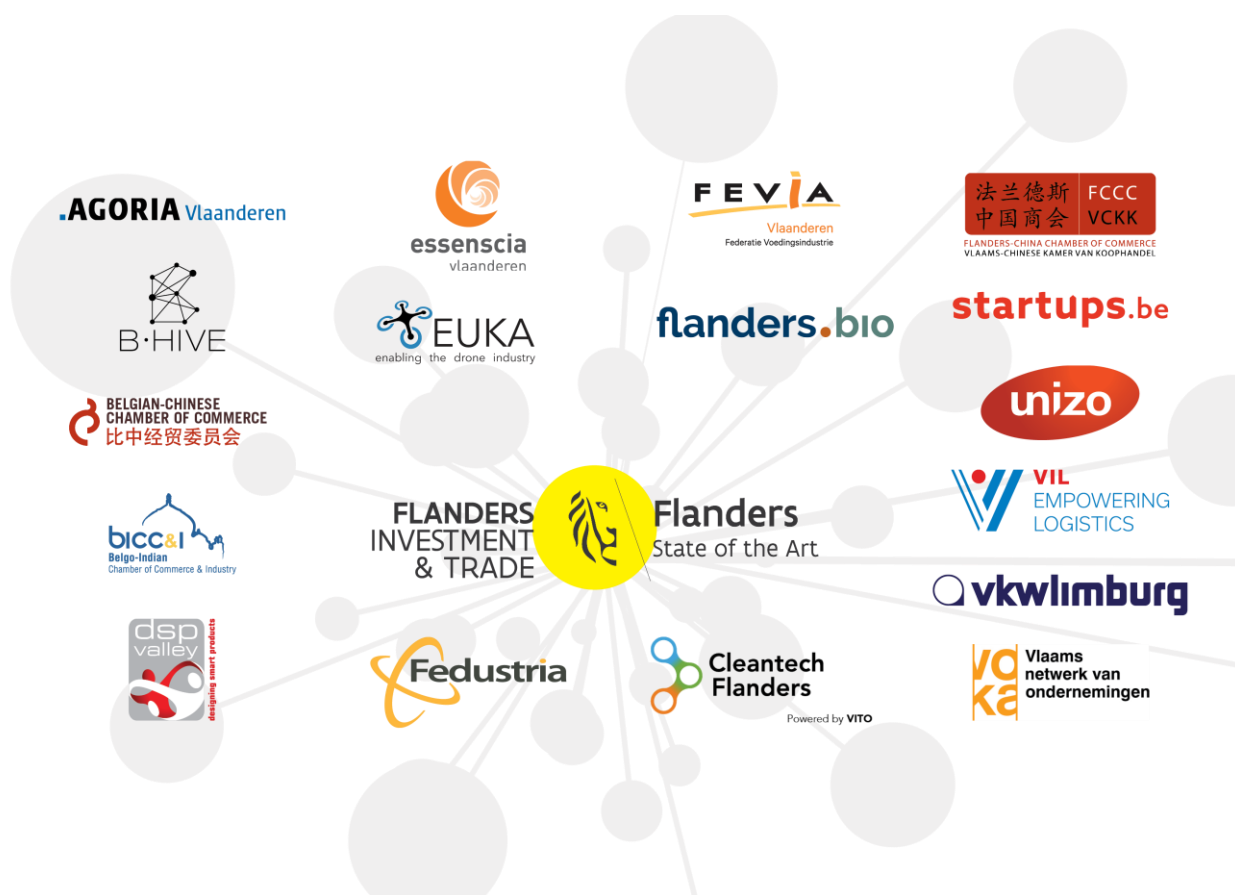 .AGORIA Vlaanderen
essenscia
vlaanderen
FEVIA
Vlaanderen
Federatie Voedingsindustrie
法兰德斯 FCCC
中国商会 VCKK
FLANDERS-CHINA CHAMBER OF COMMERCE
VLAAMS-CHINESE KAMER VAN KOOPHANDEL
B·HIVE
EUKA
enabling the drone industry
flanders.bio
startups.be
BELGIAN-CHINESE
CHAMBER OF COMMERCE
比中经贸委员会
unizo
bicc&i
Belgo-Indian
Chamber of Commerce & Industry
FLANDERS
INVESTMENT
& TRADE
Flanders
State of the Art
VIL
EMPOWERING
LOGISTICS
vkwlimburg
dsp
valley
designing smart products
Fedustria
Cleantech
Flanders
Powered by VITO
voka
Vlaams
netwerk van
ondernemingen